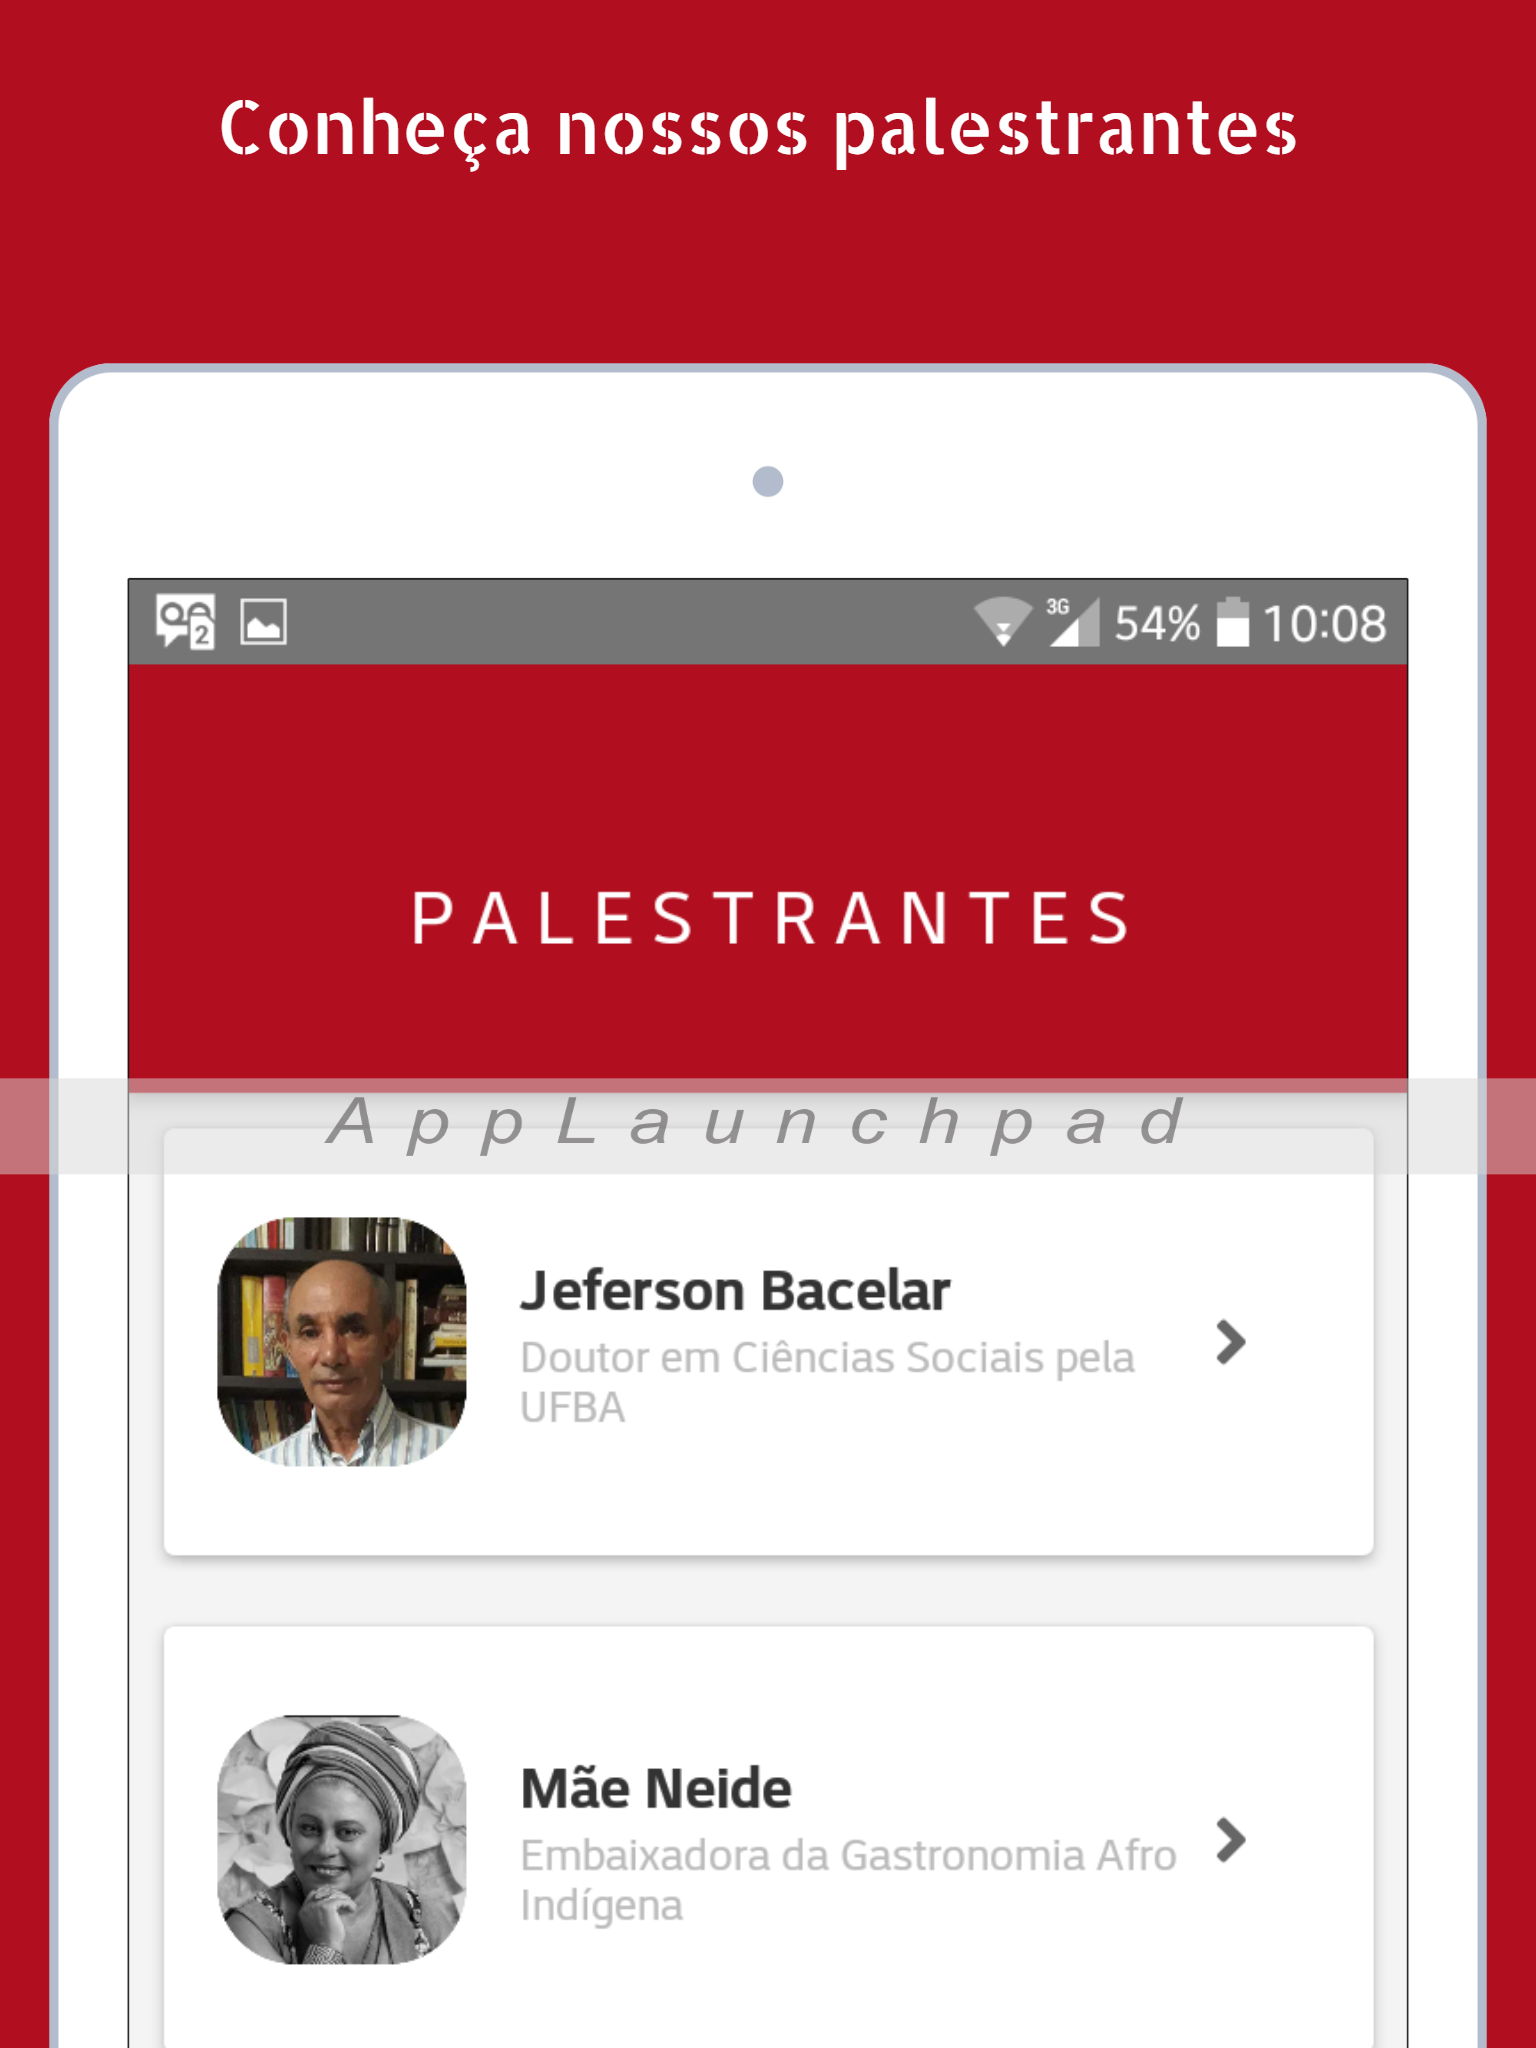 Conheça nossos palestrantes
2
3G
54%
10:08
PALESTRANTES
AppLaunchpad
Jeferson Bacelar
Doutor em Ciências Sociais pela
UFBA
Mãe Neide
Embaixadora da Gastronomia Afro
Indígena